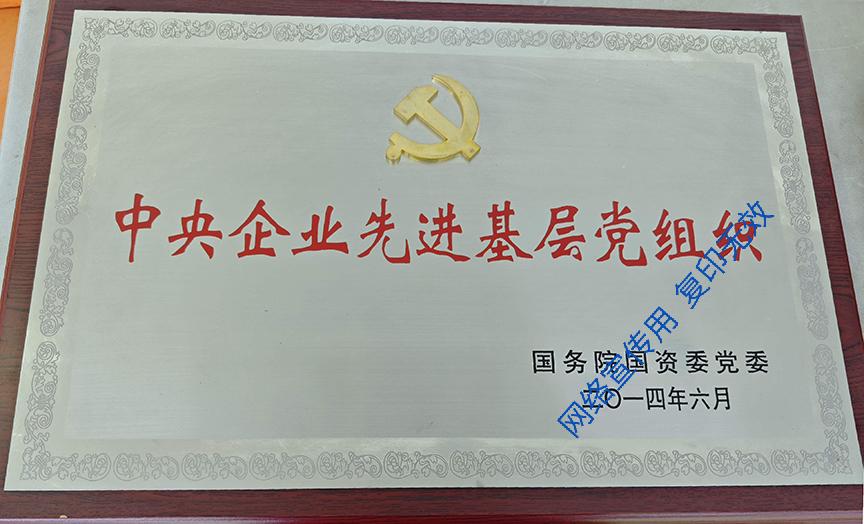 中央企业先进基层党组织
国务院国资委党委
二〇一四年六月
网络宣传用 复印无效